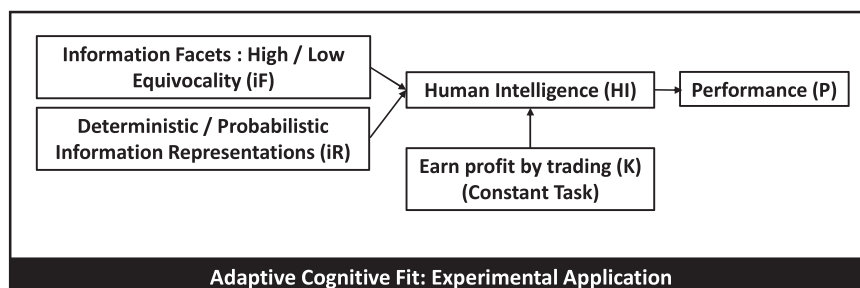 Information Facets : High / Low
Equivocality (iF)
Deterministic / Probabilistic
Information Representations (iR)
Human Intelligence (HI)
Performance (P)
Earn profit by trading (K)
(Constant Task)
Adaptive Cognitive Fit: Experimental Application